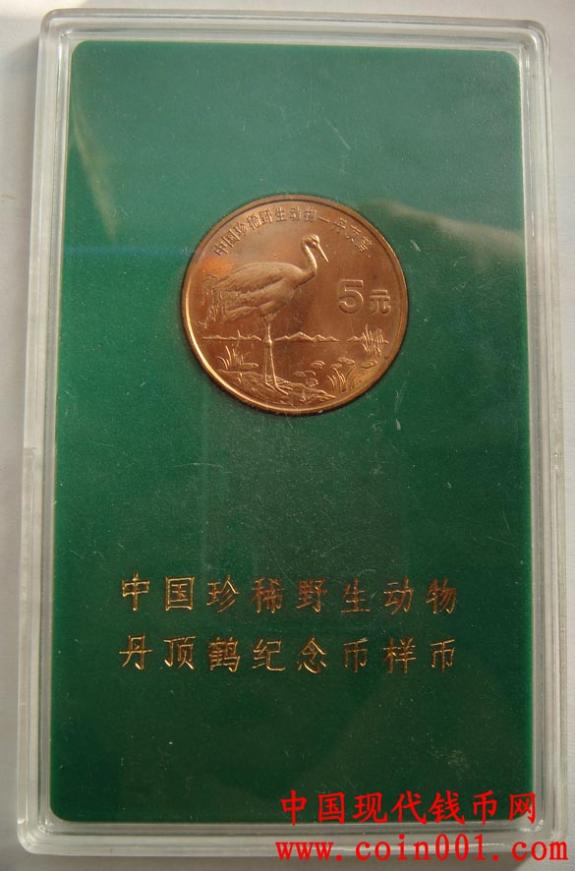 中国珍稀野生动物—丹顶鹤
5元
中国珍稀野生动物
丹顶鹤纪念币样币
中国现代钱币网
www.coin001.com